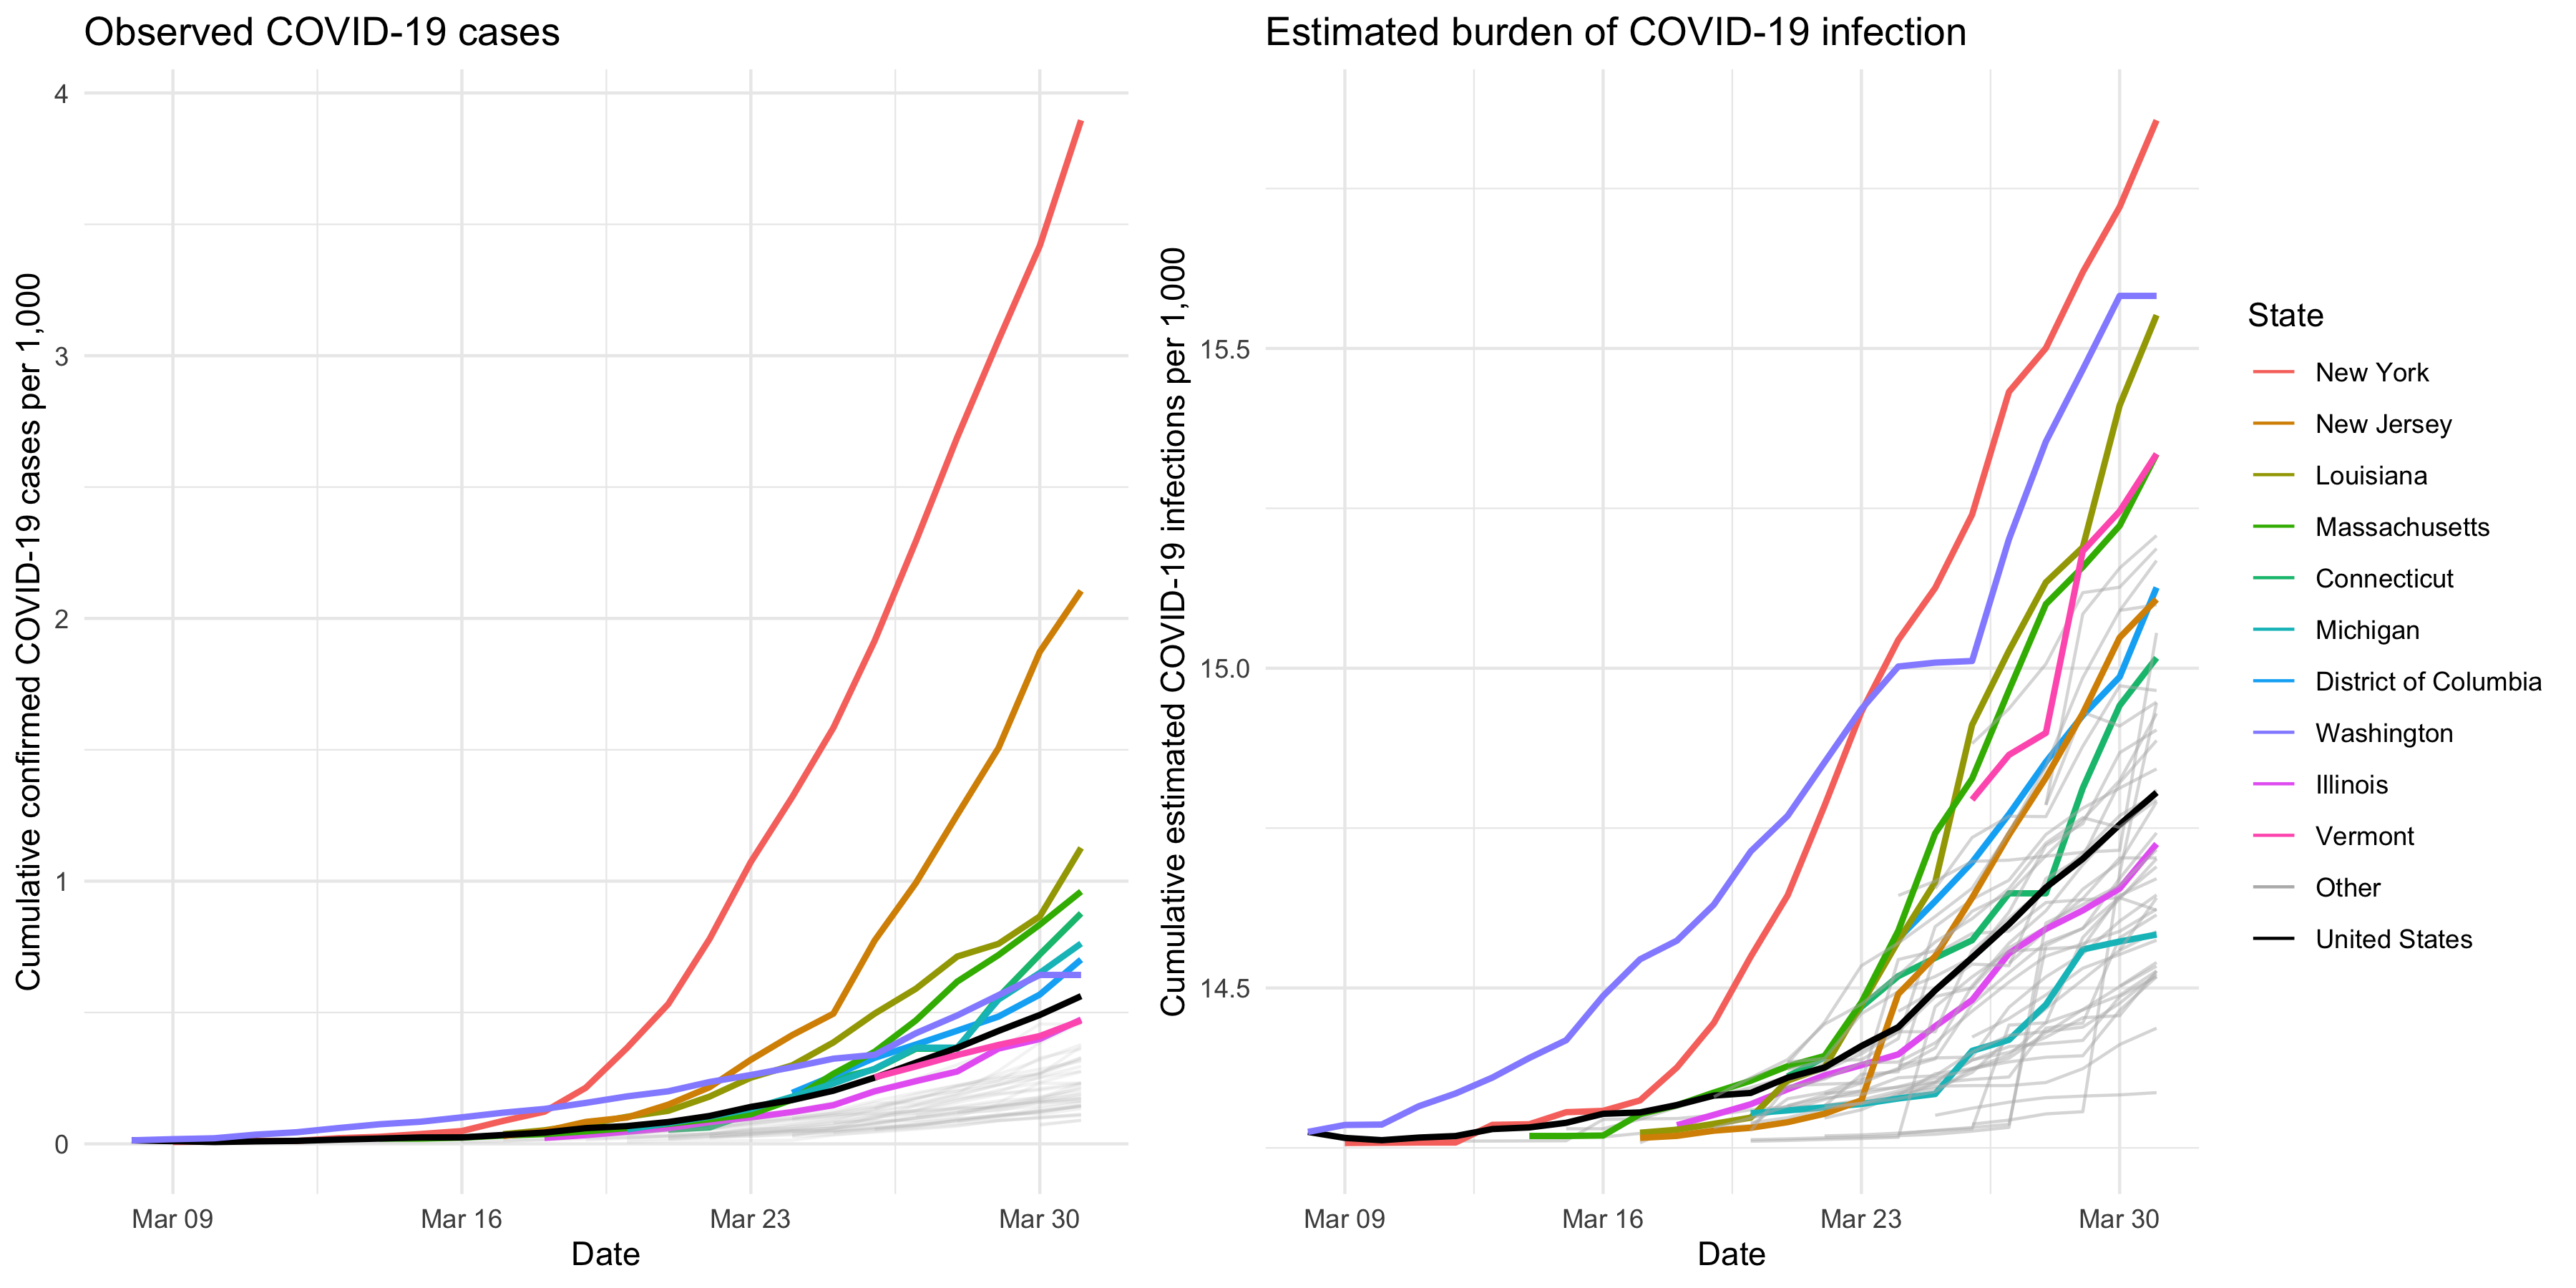 Observed COVID-19 cases
Cumulative confirmed COVID-19 cases per 1,000
4
3
2
1
0
Mar 09
Mar 16
Mar 23
Mar 30
Date
Estimated burden of COVID-19 infection
Cumulative estimated COVID-19 infections per 1,000
15.5
15.0
14.5
Mar 09
Mar 16
Mar 23
Mar 30
Date
State
New York
New Jersey
Louisiana
Massachusetts
Connecticut
Michigan
District of Columbia
Washington
Illinois
Vermont
Other
United States